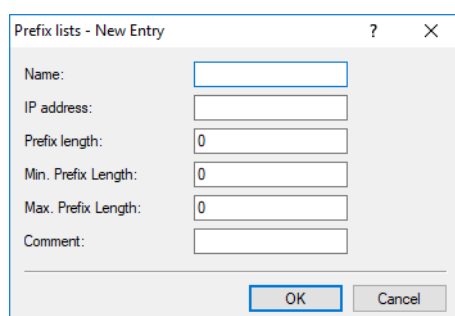 Prefix lists - New Entry ? ×
Name:
IP address:
Prefix length: 0
Min. Prefix Length: 0
Max. Prefix Length: 0
Comment:
OK Cancel